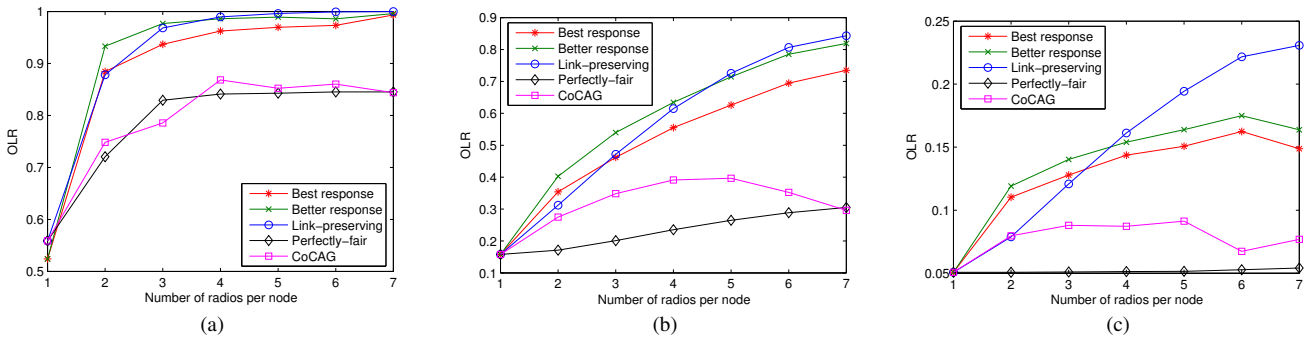 1
0.9
0.8
0.7
0.6
0.5
OLR
Best response
Better response
Link−preserving
Perfectly−fair
CoCAG
1 2 3 4 5 6 7
Number of radios per node
(a)
0.9
0.8
0.7
0.6
0.5
0.4
0.3
0.2
0.1
OLR
Best response
Better response
Link−preserving
Perfectly−fair
CoCAG
1 2 3 4 5 6 7
Number of radios per node
(b)
0.25
0.2
0.15
0.1
0.05
OLR
Best response
Better response
Link−preserving
Perfectly−fair
CoCAG
1 2 3 4 5 6 7
Number of radios per node
(c)